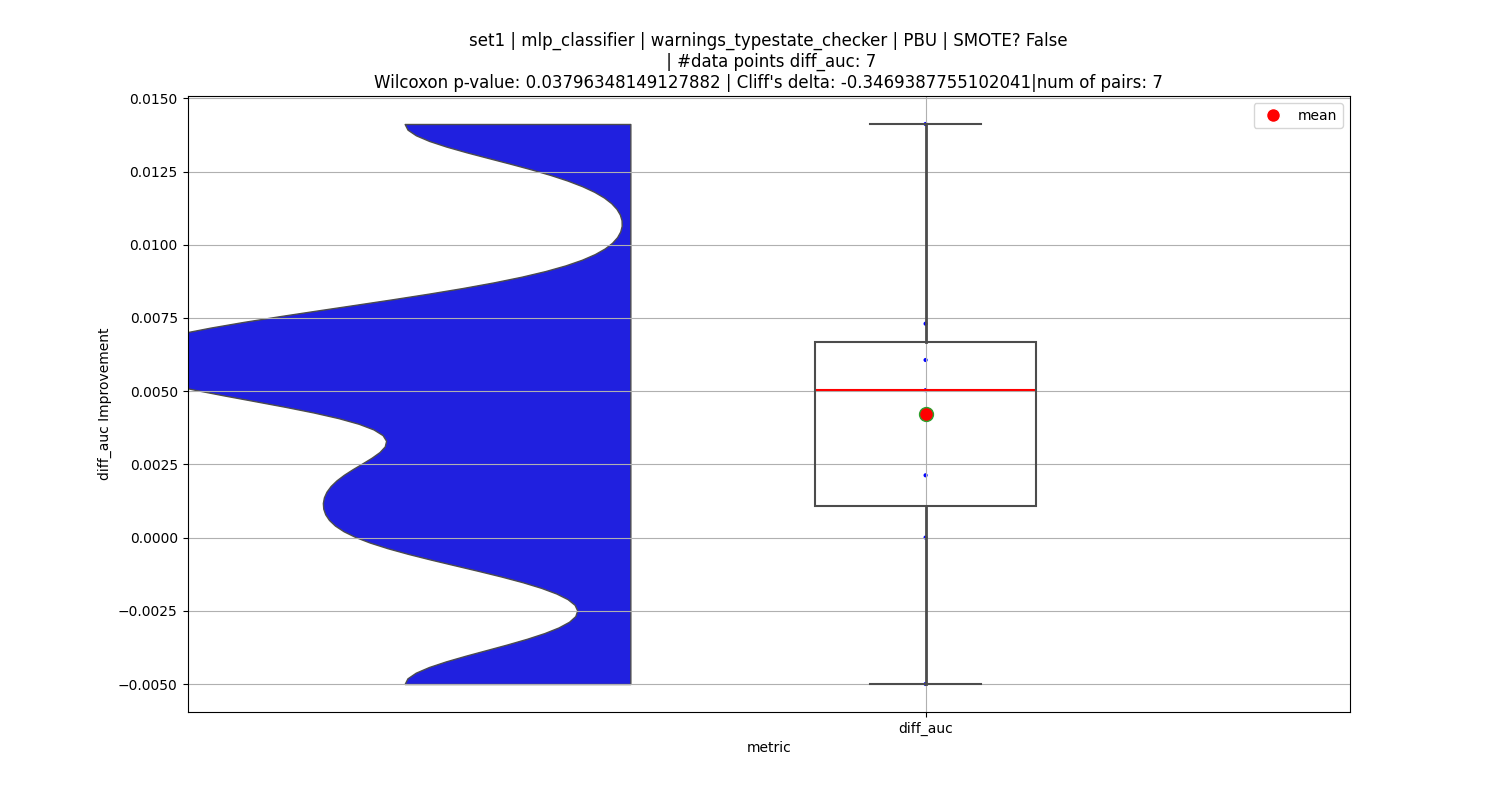 set1 | mlp_classifier | warnings_typestate_checker | PBU | SMOTE? False
| #data points diff_auc: 7
Wilcoxon p-value: 0.03796348149127882 | Cliff's delta: -0.3469387755102041|num of pairs: 7
mean
0.0150
0.0125
0.0100
0.0075
0.0050
0.0025
0.0000
−0.0025
−0.0050
diff_auc Improvement
diff_auc
metric